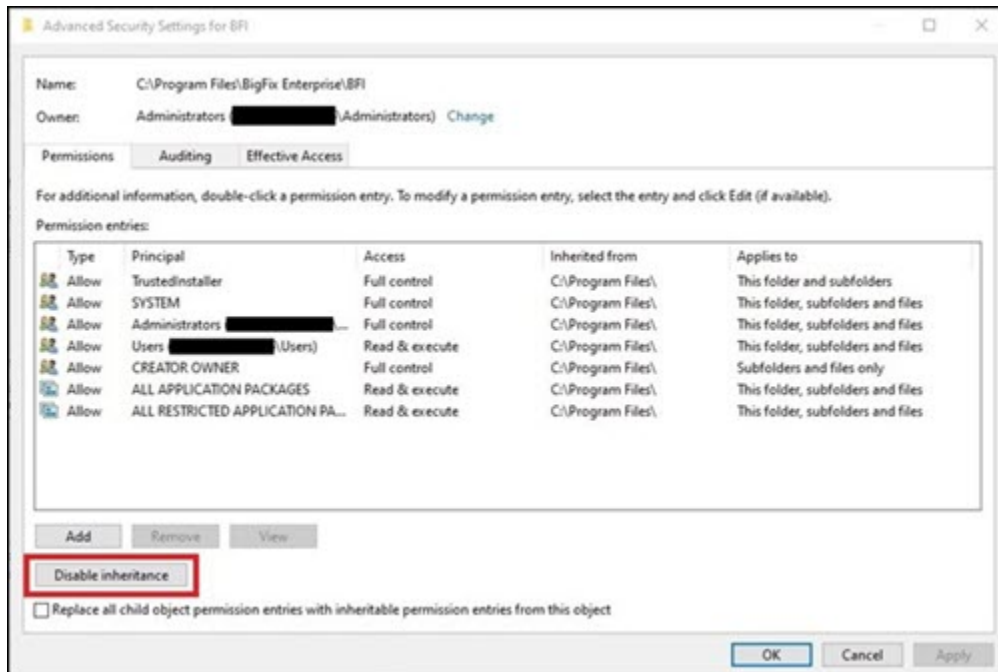 Advanced Security Settings for BFI
Name: C:\Program Files\BigFix Enterprise\BFI
Owner: Administrators ( \Administrators) Change
Permissions Auditing Effective Access
For additional information, double-click a permission entry. To modify a permission entry, select the entry and click Edit (if available).
Permission entries:
Type Principal Access Inherited from Applies to
Allow TrustedInstaller Full control C:\Program Files\ This folder and subfolders
Allow SYSTEM Full control C:\Program Files\ This folder, subfolders and files
Allow Administrators ( \... Full control C:\Program Files\ This folder, subfolders and files
Allow Users ( \Users) Read & execute C:\Program Files\ This folder, subfolders and files
Allow CREATOR OWNER Full control C:\Program Files\ Subfolders and files only
Allow ALL APPLICATION PACKAGES Read & execute C:\Program Files\ This folder, subfolders and files
Allow ALL RESTRICTED APPLICATION PA... Read & execute C:\Program Files\ This folder, subfolders and files
Add Remove View
Disable inheritance
Replace all child object permission entries with inheritable permission entries from this object
OK Cancel Apply